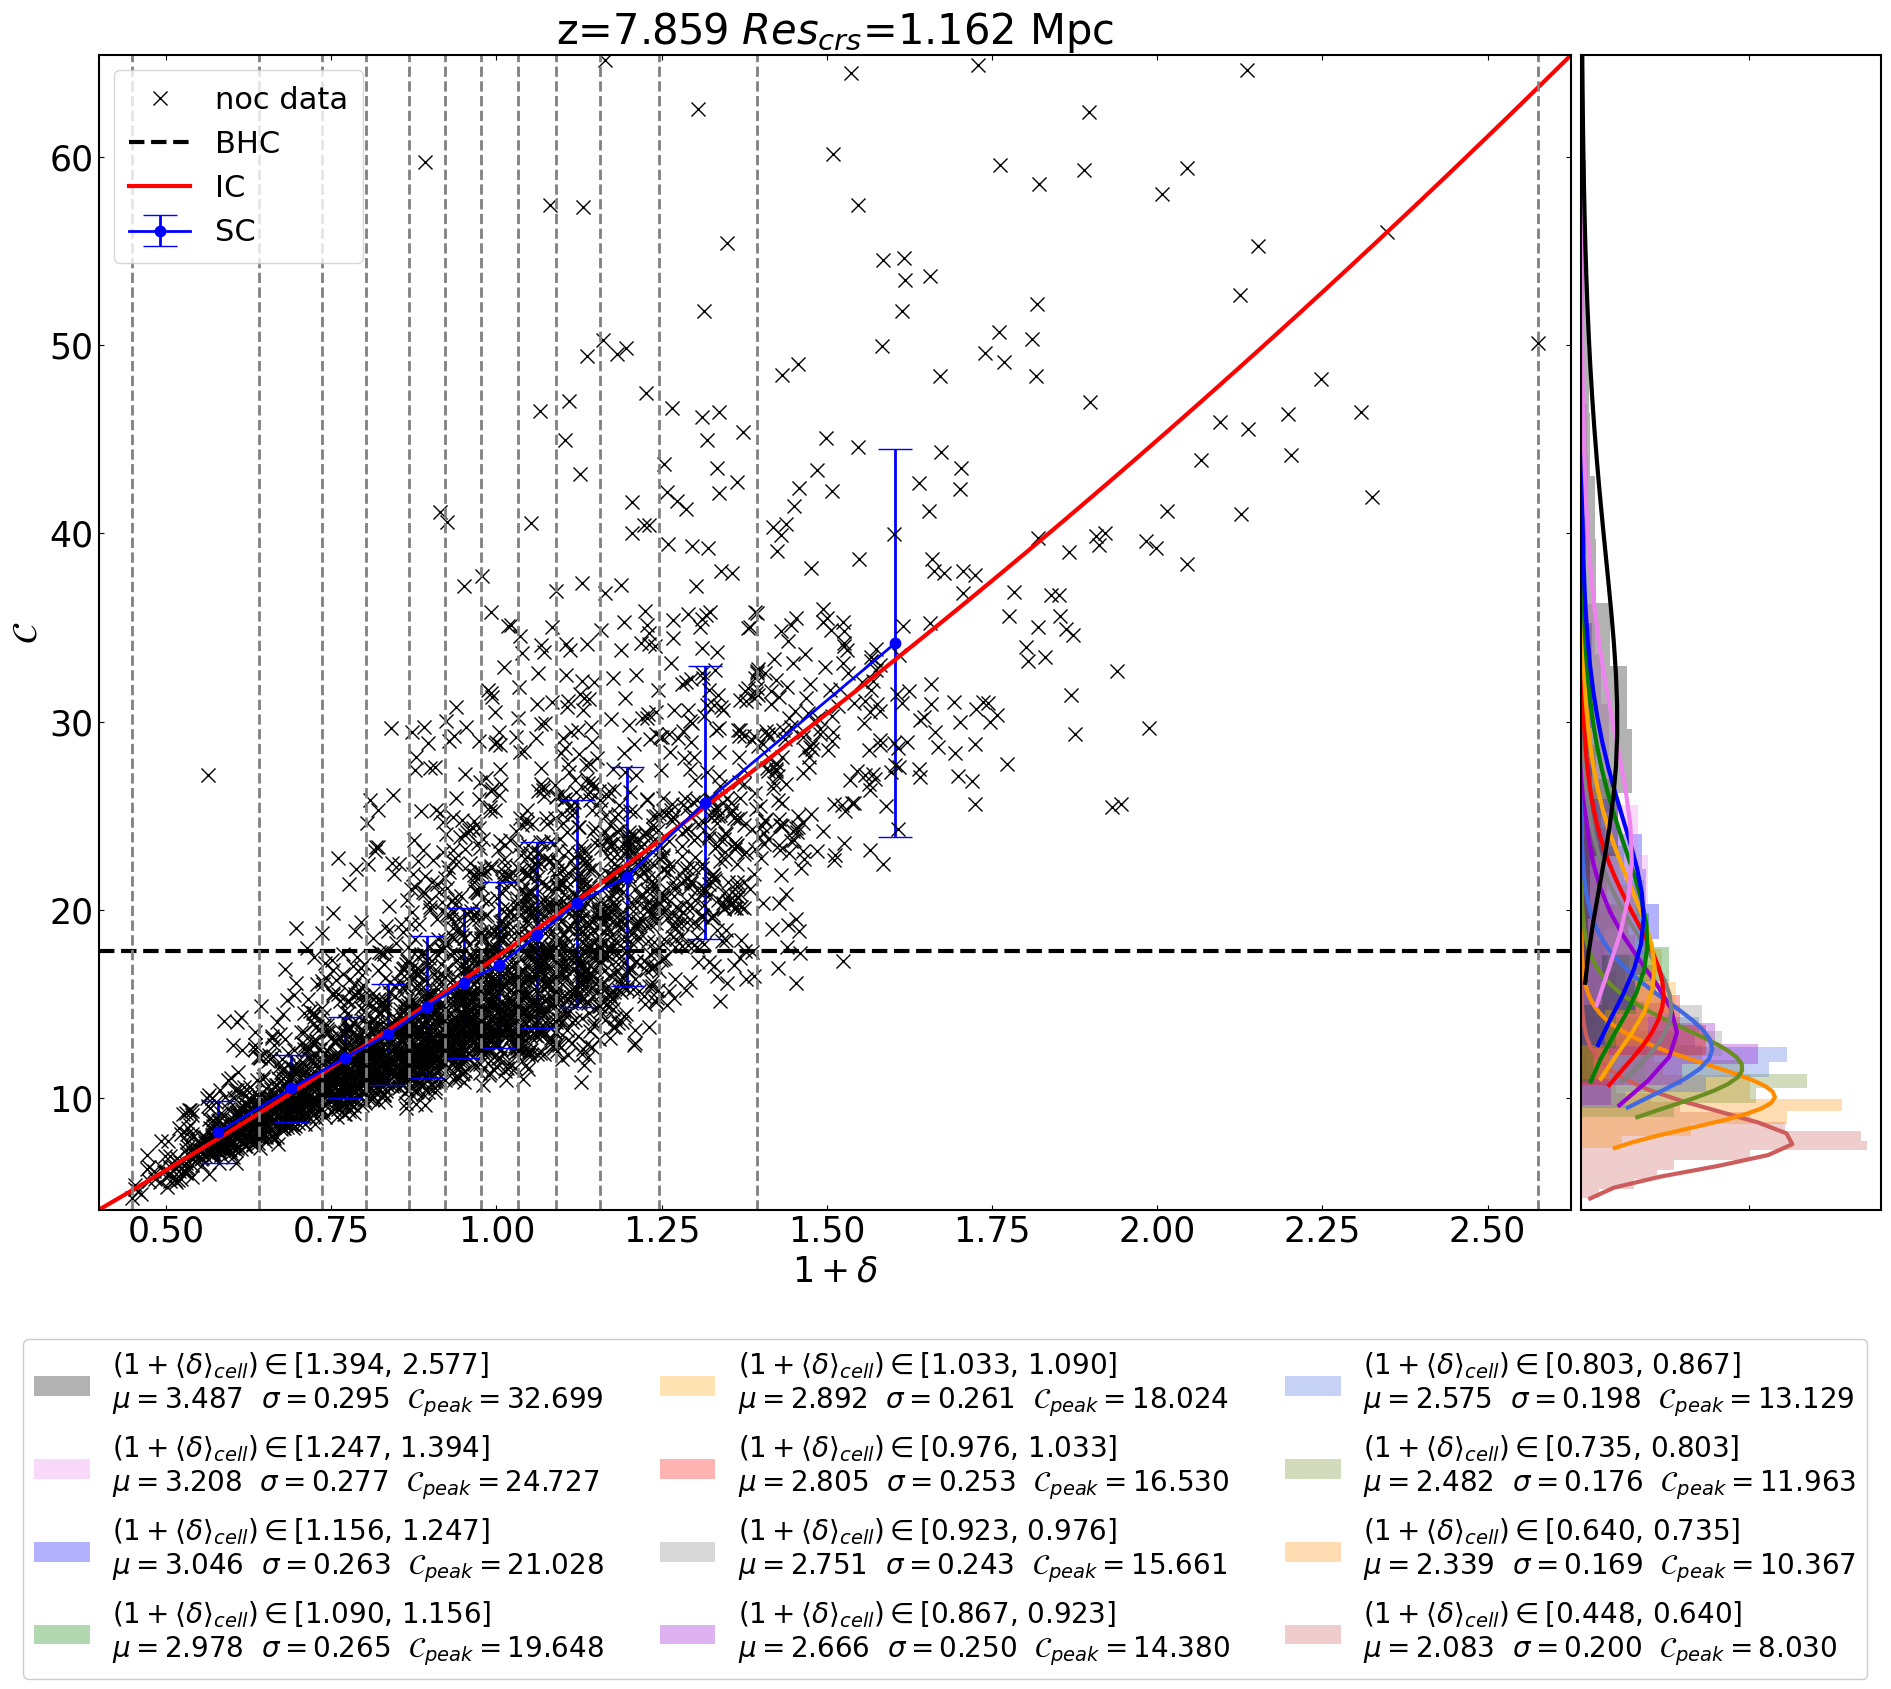 z=7.859 Res_crs=1.162 Mpc
noc data
BHC
IC
SC
60
50
40
30
20
10
𝒞
0.50 0.75 1.00 1.25 1.50 1.75 2.00 2.25 2.50
1 + δ
(1 + ⟨δ⟩_cell) ∈ [1.394, 2.577]
μ = 3.487 σ = 0.295 𝒞_peak = 32.699
(1 + ⟨δ⟩_cell) ∈ [1.247, 1.394]
μ = 3.208 σ = 0.277 𝒞_peak = 24.727
(1 + ⟨δ⟩_cell) ∈ [1.156, 1.247]
μ = 3.046 σ = 0.263 𝒞_peak = 21.028
(1 + ⟨δ⟩_cell) ∈ [1.090, 1.156]
μ = 2.978 σ = 0.265 𝒞_peak = 19.648
(1 + ⟨δ⟩_cell) ∈ [1.033, 1.090]
μ = 2.892 σ = 0.261 𝒞_peak = 18.024
(1 + ⟨δ⟩_cell) ∈ [0.976, 1.033]
μ = 2.805 σ = 0.253 𝒞_peak = 16.530
(1 + ⟨δ⟩_cell) ∈ [0.923, 0.976]
μ = 2.751 σ = 0.243 𝒞_peak = 15.661
(1 + ⟨δ⟩_cell) ∈ [0.867, 0.923]
μ = 2.666 σ = 0.250 𝒞_peak = 14.380
(1 + ⟨δ⟩_cell) ∈ [0.803, 0.867]
μ = 2.575 σ = 0.198 𝒞_peak = 13.129
(1 + ⟨δ⟩_cell) ∈ [0.735, 0.803]
μ = 2.482 σ = 0.176 𝒞_peak = 11.963
(1 + ⟨δ⟩_cell) ∈ [0.640, 0.735]
μ = 2.339 σ = 0.169 𝒞_peak = 10.367
(1 + ⟨δ⟩_cell) ∈ [0.448, 0.640]
μ = 2.083 σ = 0.200 𝒞_peak = 8.030